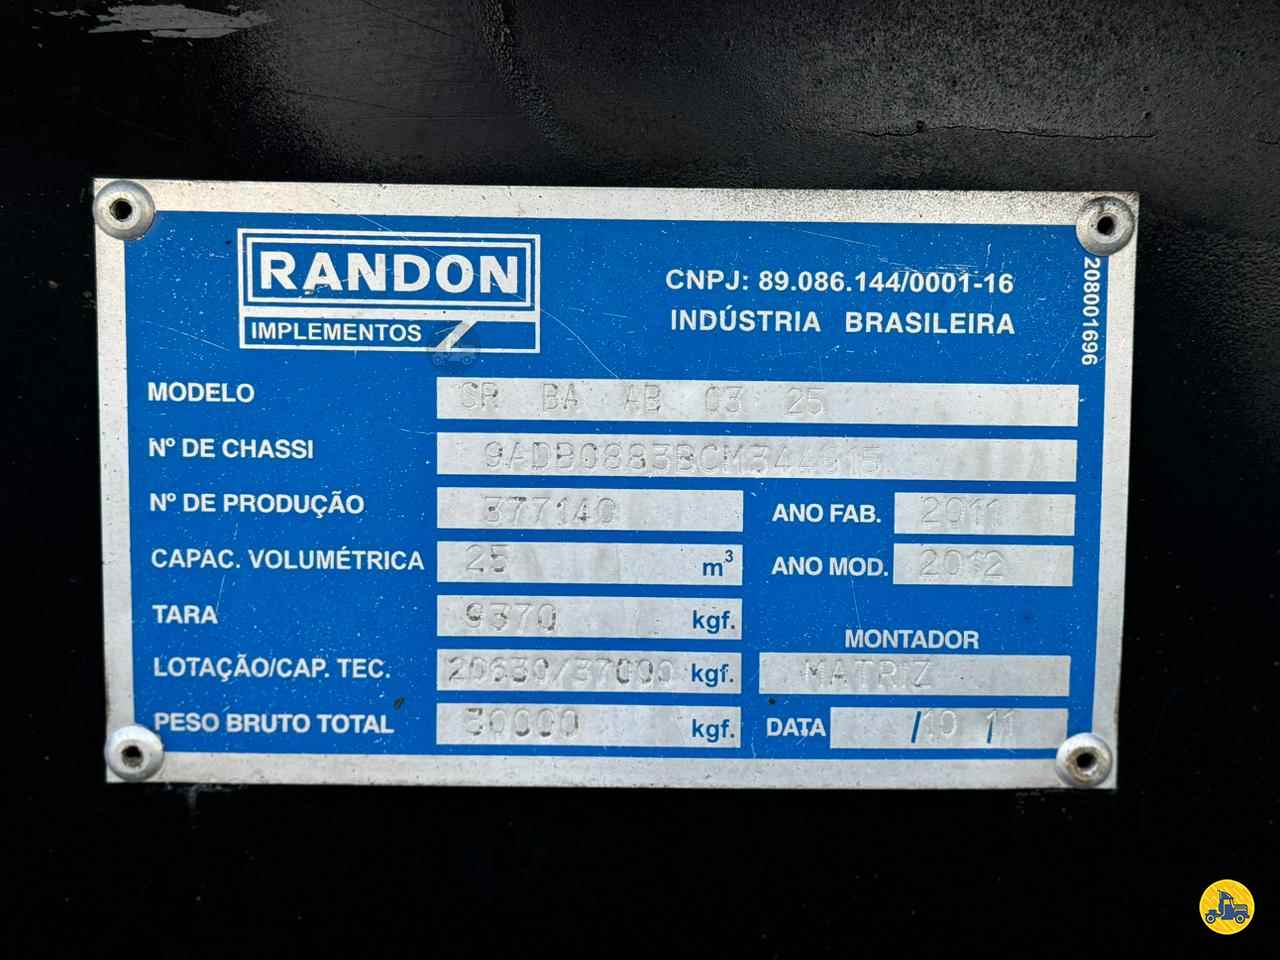 RANDON
IMPLEMENTOS
CNPJ: 89.086.144/0001-16
INDÚSTRIA BRASILEIRA
208001696
MODELO SR BA AB 03 25
Nº DE CHASSI 9ADB0883BCM344915
Nº DE PRODUÇÃO 377140 ANO FAB. 2011
CAPAC. VOLUMÉTRICA 25 m³ ANO MOD. 2012
TARA 9370 kgf.
MONTADOR
LOTAÇÃO/CAP. TEC. 20630/37000 kgf. MATRIZ
PESO BRUTO TOTAL 30000 kgf. DATA /10/11